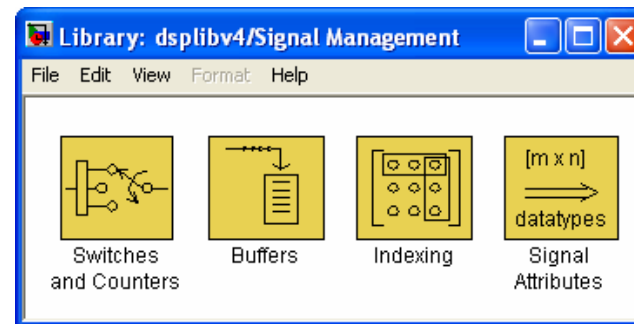 Library: dsplibv4/Signal Management
File Edit View Format Help
[m x n]
datatypes
Switches
and Counters
Buffers
Indexing
Signal
Attributes